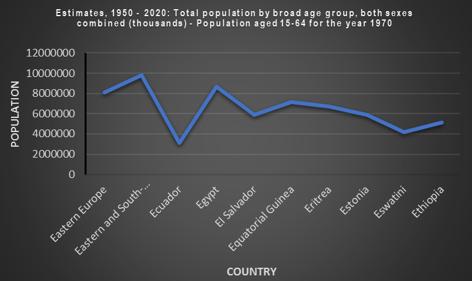 Estimates, 1950 - 2020: Total population by broad age group, both sexes
combined (thousands) - Population aged 15-64 for the year 1970
POPULATION
12000000
10000000
8000000
6000000
4000000
2000000
0
Eastern Europe
Eastern and South-...
Ecuador
Egypt
El Salvador
Equatorial Guinea
Eritrea
Estonia
Eswatini
Ethiopia
COUNTRY